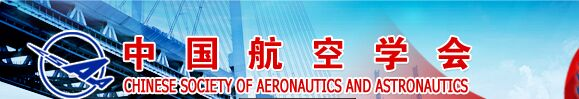 中国航空学会
CHINESE SOCIETY OF AERONAUTICS AND ASTRONAUTICS